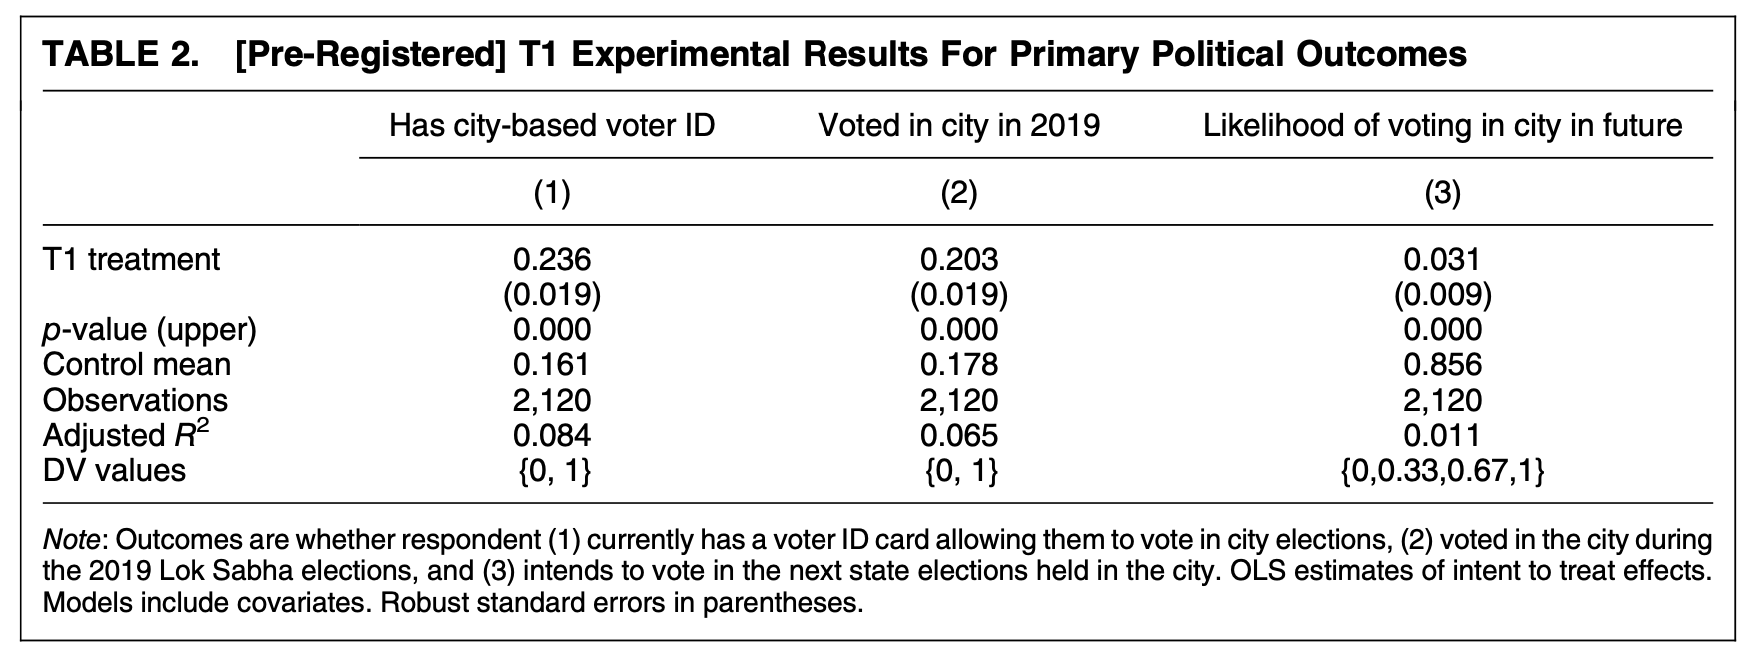 TABLE 2. [Pre-Registered] T1 Experimental Results For Primary Political Outcomes
Has city-based voter ID Voted in city in 2019 Likelihood of voting in city in future
(1) (2) (3)
T1 treatment 0.236 0.203 0.031
(0.019) (0.019) (0.009)
p-value (upper) 0.000 0.000 0.000
Control mean 0.161 0.178 0.856
Observations 2,120 2,120 2,120
Adjusted R² 0.084 0.065 0.011
DV values {0, 1} {0, 1} {0,0.33,0.67,1}
Note: Outcomes are whether respondent (1) currently has a voter ID card allowing them to vote in city elections, (2) voted in the city during
the 2019 Lok Sabha elections, and (3) intends to vote in the next state elections held in the city. OLS estimates of intent to treat effects.
Models include covariates. Robust standard errors in parentheses.